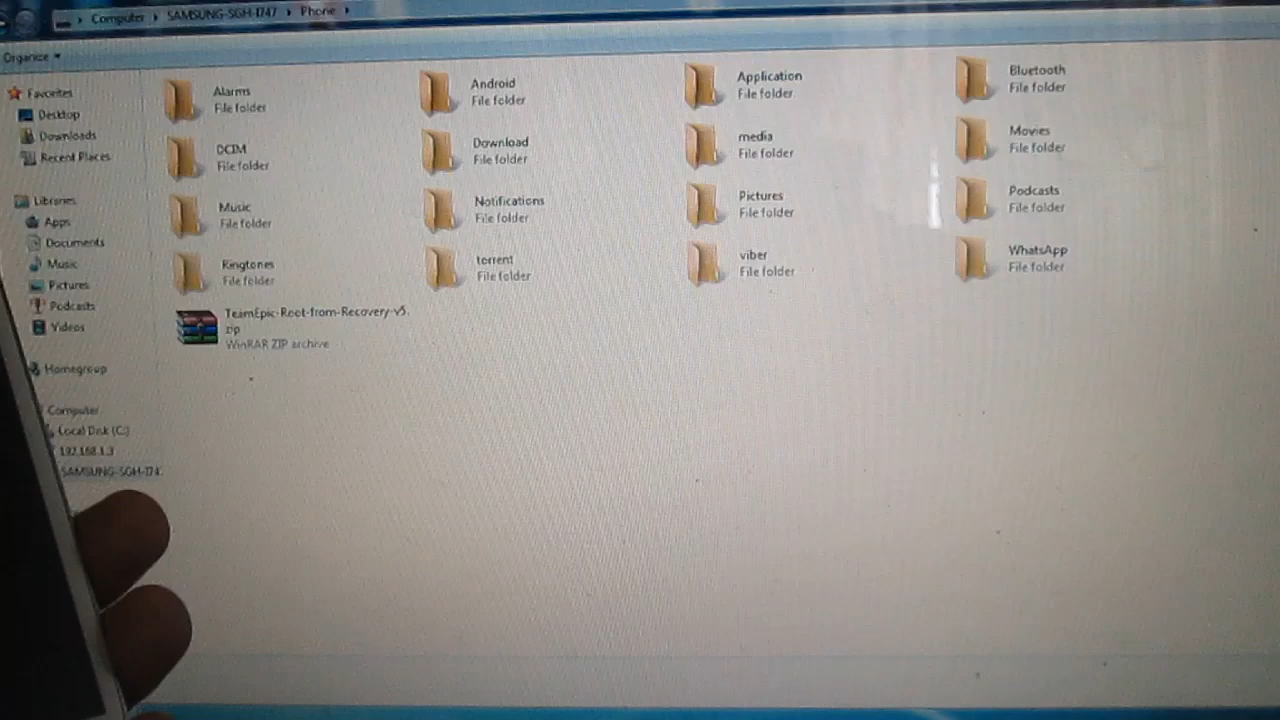 Computer SAMSUNG-SGH-I747 Phone
Organize
Favorites
Desktop
Downloads
Recent Places
Libraries
Apps
Documents
Music
Pictures
Podcasts
Videos
Homegroup
Computer
Local Disk (C:)
192.168.1.3
SAMSUNG-SGH-I74
Alarms
File folder
Android
File folder
Application
File folder
Bluetooth
File folder
DCIM
File folder
Download
File folder
media
File folder
Movies
File folder
Music
File folder
Notifications
File folder
Pictures
File folder
Podcasts
File folder
Ringtones
File folder
torrent
File folder
viber
File folder
WhatsApp
File folder
TeamEpic-Root-from-Recovery-v5.
zip
WinRAR ZIP archive